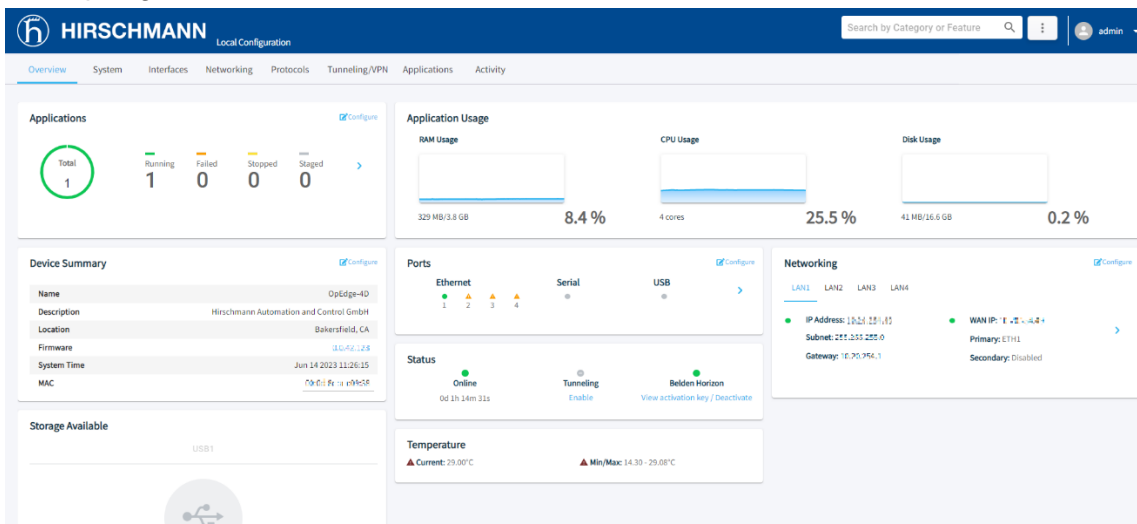 HIRSCHMANN
Local Configuration
Search by Category or Feature
admin
Overview System Interfaces Networking Protocols Tunneling/VPN Applications Activity
Applications
Configure
Total
1
Running Failed Stopped Staged
1 0 0 0
Application Usage
RAM Usage
329 MB/3.8 GB
8.4 %
CPU Usage
4 cores
25.5 %
Disk Usage
41 MB/16.6 GB
0.2 %
Device Summary
Configure
Name OpEdge-4D
Description Hirschmann Automation and Control GmbH
Location Bakersfield, CA
Firmware
System Time Jun 14 2023 11:26:15
MAC
Storage Available
USB1
Ports
Configure
Ethernet Serial USB
1 2 3 4
Status
Online Tunneling Belden Horizon
0d 1h 14m 31s Enable View activation key / Deactivate
Temperature
Current: 29.00°C Min/Max: 14.30 - 29.08°C
Networking
Configure
LAN1 LAN2 LAN3 LAN4
IP Address:
Subnet:
Gateway:
WAN IP:
Primary: ETH1
Secondary: Disabled